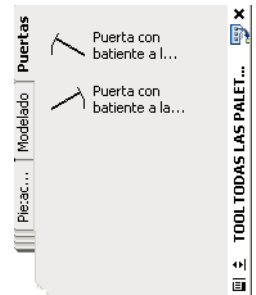 Puertas
Modelado
Pie:ac...
Puerta con
batiente a l...
Puerta con
batiente a la...
TOOL TODAS LAS PALET...